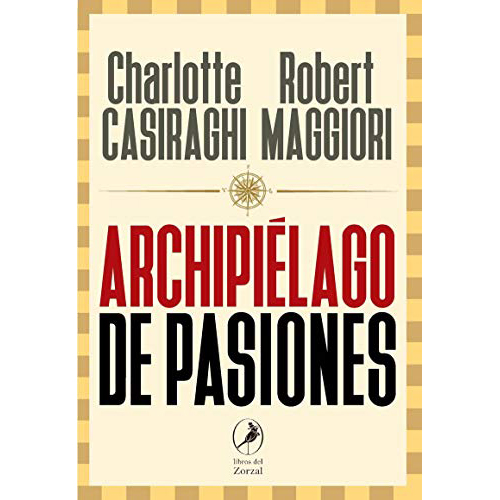 Charlotte Robert
CASIRAGHI MAGGIORI
ARCHIPIÉLAGO
DE PASIONES
libros del
Zorzal